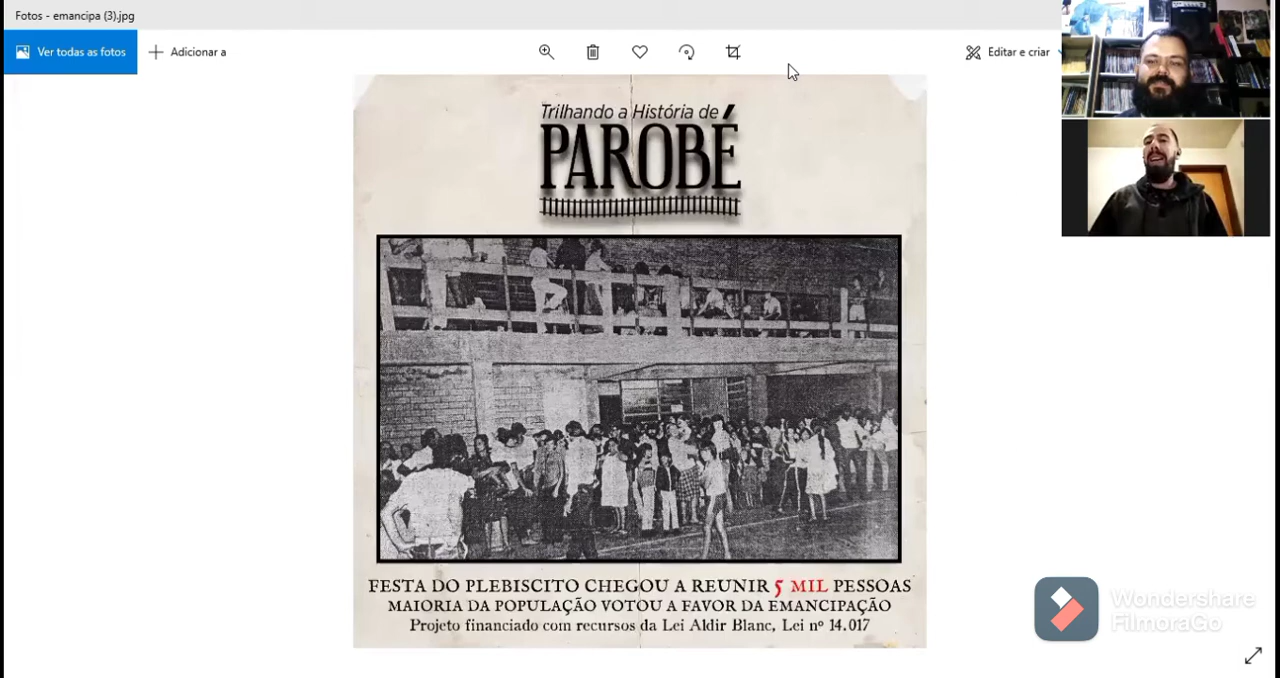 Fotos - emancipa (3).jpg
Ver todas as fotos
Adicionar a
Editar e criar
Trilhando a História de
PAROBÉ
FESTA DO PLEBISCITO CHEGOU A REUNIR 5 MIL PESSOAS
MAIORIA DA POPULAÇÃO VOTOU A FAVOR DA EMANCIPAÇÃO
Projeto financiado com recursos da Lei Aldir Blanc, Lei nº 14.017
Wondershare
FilmoraGo